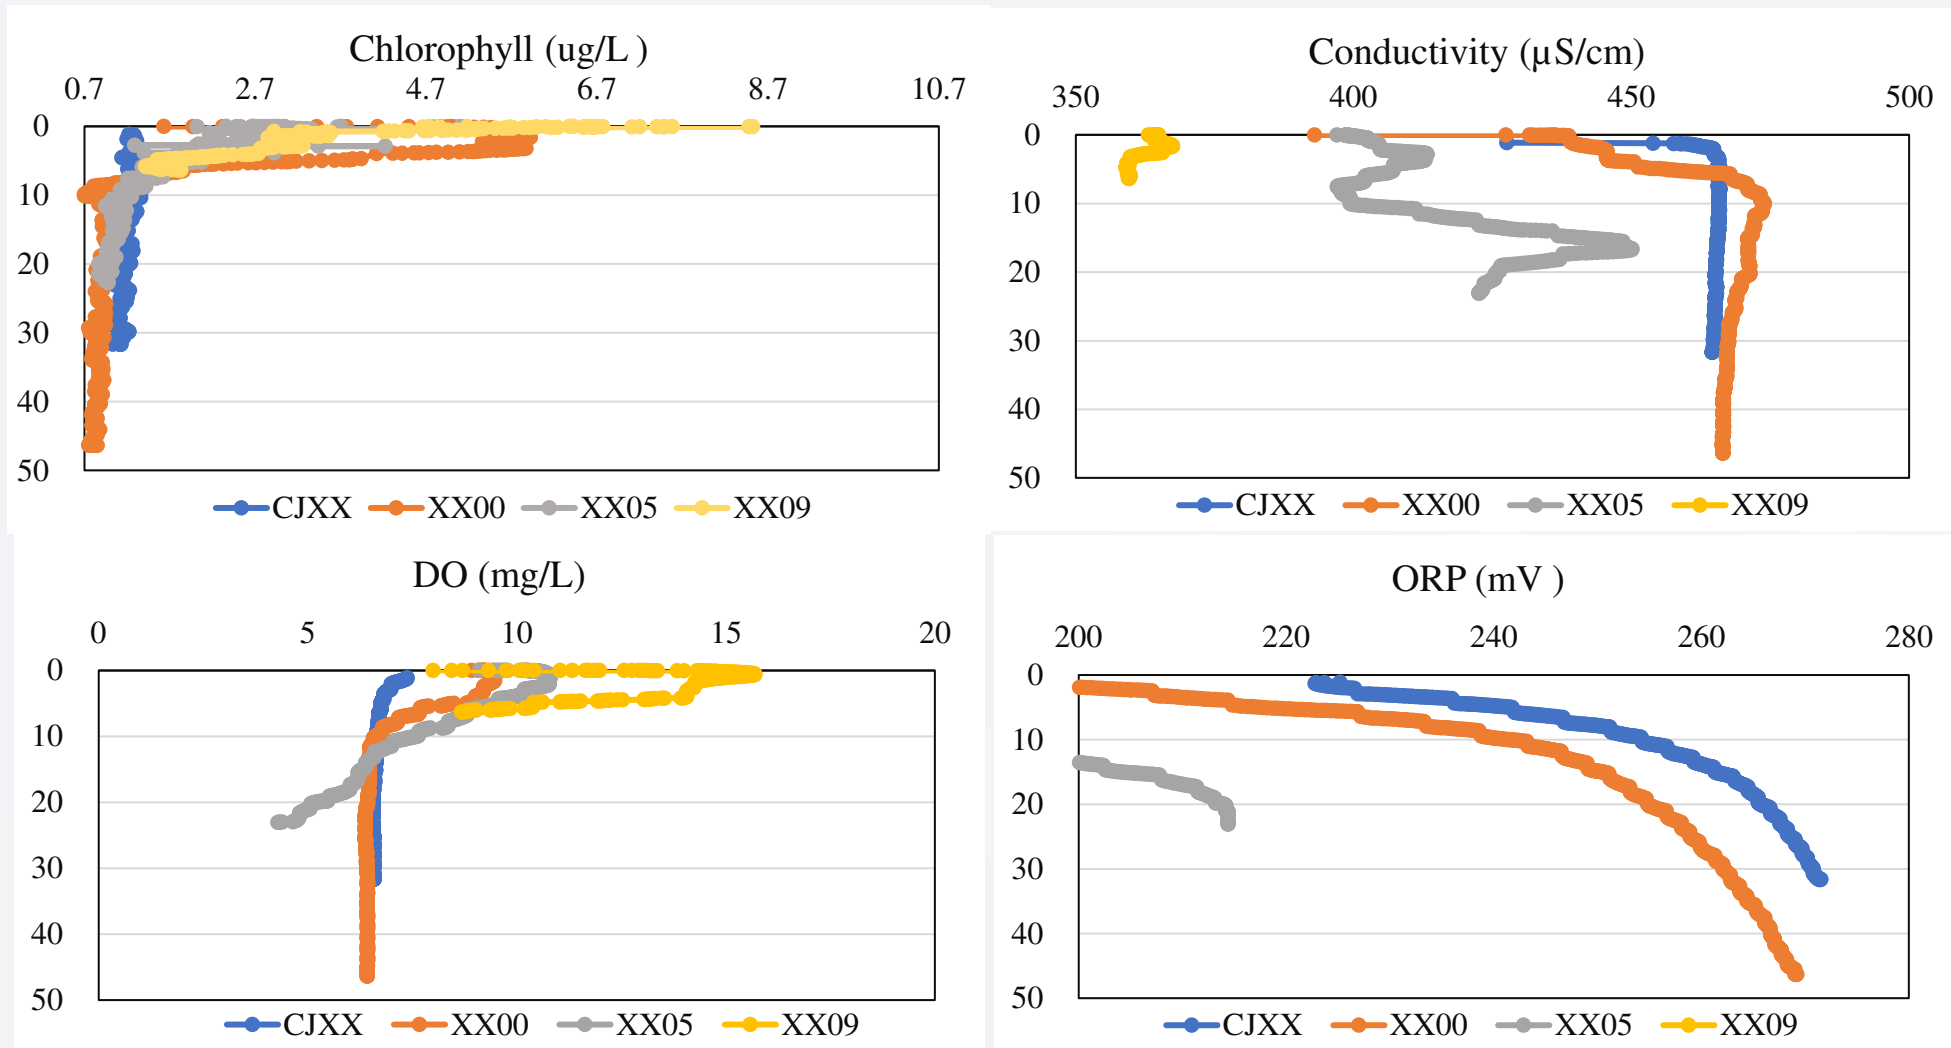 Chlorophyll (ug/L )
0.7 2.7 4.7 6.7 8.7 10.7
0
10
20
30
40
50
CJXX XX00 XX05 XX09
Conductivity (µS/cm)
350 400 450 500
0
10
20
30
40
50
CJXX XX00 XX05 XX09
DO (mg/L)
0 5 10 15 20
0
10
20
30
40
50
CJXX XX00 XX05 XX09
ORP (mV )
200 220 240 260 280
0
10
20
30
40
50
CJXX XX00 XX05 XX09